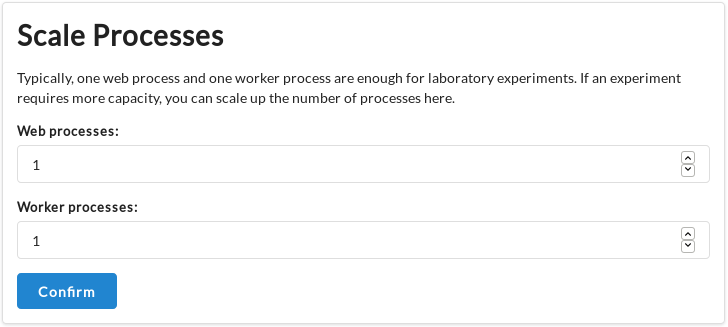 Scale Processes
Typically, one web process and one worker process are enough for laboratory experiments. If an experiment
requires more capacity, you can scale up the number of processes here.
Web processes:
1
Worker processes:
1
Confirm